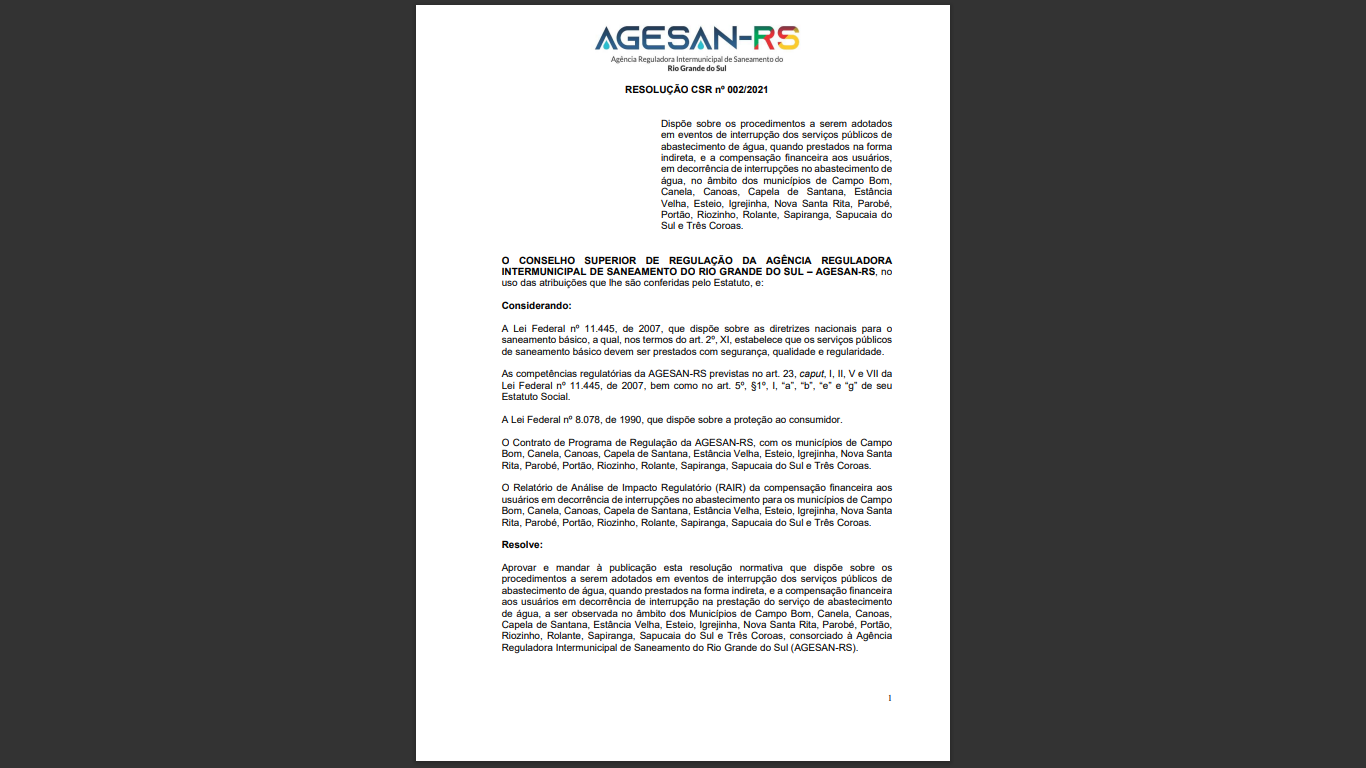 AGESAN-RS
Agência Reguladora Intermunicipal de Saneamento do
Rio Grande do Sul
RESOLUÇÃO CSR nº 002/2021
Dispõe sobre os procedimentos a serem adotados
em eventos de interrupção dos serviços públicos de
abastecimento de água, quando prestados na forma
indireta, e a compensação financeira aos usuários,
em decorrência de interrupções no abastecimento de
água, no âmbito dos municípios de Campo Bom,
Canela, Canoas, Capela de Santana, Estância
Velha, Esteio, Igrejinha, Nova Santa Rita, Parobé,
Portão, Riozinho, Rolante, Sapiranga, Sapucaia do
Sul e Três Coroas.
O CONSELHO SUPERIOR DE REGULAÇÃO DA AGÊNCIA REGULADORA
INTERMUNICIPAL DE SANEAMENTO DO RIO GRANDE DO SUL – AGESAN-RS, no
uso das atribuições que lhe são conferidas pelo Estatuto, e:
Considerando:
A Lei Federal nº 11.445, de 2007, que dispõe sobre as diretrizes nacionais para o
saneamento básico, a qual, nos termos do art. 2º, XI, estabelece que os serviços públicos
de saneamento básico devem ser prestados com segurança, qualidade e regularidade.
As competências regulatórias da AGESAN-RS previstas no art. 23, caput, I, II, V e VII da
Lei Federal nº 11.445, de 2007, bem como no art. 5º, §1º, I, “a”, “b”, “e” e “g” de seu
Estatuto Social.
A Lei Federal nº 8.078, de 1990, que dispõe sobre a proteção ao consumidor.
O Contrato de Programa de Regulação da AGESAN-RS, com os municípios de Campo
Bom, Canela, Canoas, Capela de Santana, Estância Velha, Esteio, Igrejinha, Nova Santa
Rita, Parobé, Portão, Riozinho, Rolante, Sapiranga, Sapucaia do Sul e Três Coroas.
O Relatório de Análise de Impacto Regulatório (RAIR) da compensação financeira aos
usuários em decorrência de interrupções no abastecimento para os municípios de Campo
Bom, Canela, Canoas, Capela de Santana, Estância Velha, Esteio, Igrejinha, Nova Santa
Rita, Parobé, Portão, Riozinho, Rolante, Sapiranga, Sapucaia do Sul e Três Coroas.
Resolve:
Aprovar e mandar à publicação esta resolução normativa que dispõe sobre os
procedimentos a serem adotados em eventos de interrupção dos serviços públicos de
abastecimento de água, quando prestados na forma indireta, e a compensação financeira
aos usuários em decorrência de interrupção na prestação do serviço de abastecimento
de água, a ser observada no âmbito dos Municípios de Campo Bom, Canela, Canoas,
Capela de Santana, Estância Velha, Esteio, Igrejinha, Nova Santa Rita, Parobé, Portão,
Riozinho, Rolante, Sapiranga, Sapucaia do Sul e Três Coroas, consorciado à Agência
Reguladora Intermunicipal de Saneamento do Rio Grande do Sul (AGESAN-RS).
1